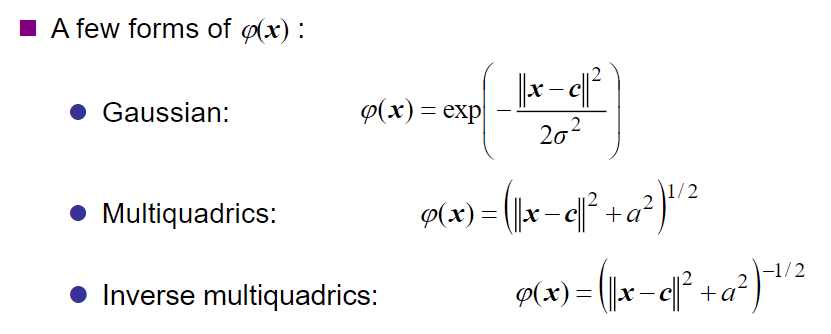 A few forms of φ(x) :
Gaussian: φ(x) = exp( − ‖x − c‖² / 2σ² )
Multiquadrics: φ(x) = (‖x − c‖² + a²)^1/2
Inverse multiquadrics: φ(x) = (‖x − c‖² + a²)^−1/2